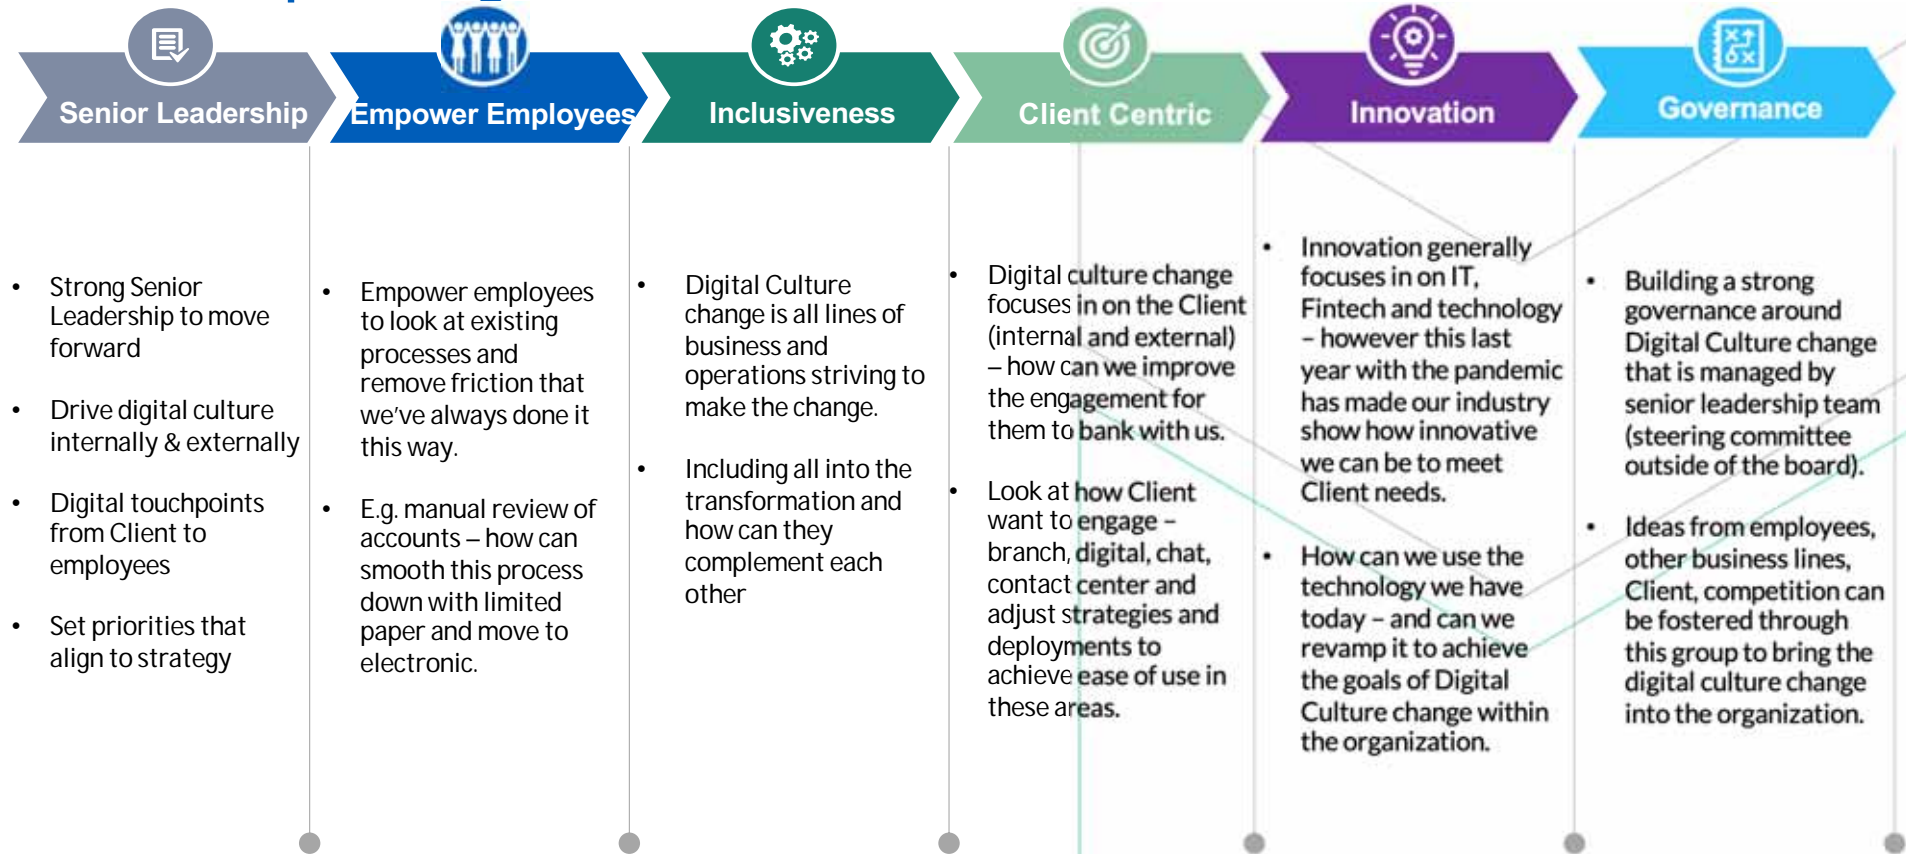 Senior Leadership
Empower Employees
Inclusiveness
Client Centric
Innovation
Governance
• Strong Senior
Leadership to move
forward
• Drive digital culture
internally & externally
• Digital touchpoints
from Client to
employees
• Set priorities that
align to strategy
• Empower employees
to look at existing
processes and
remove friction that
we've always done it
this way.
• E.g. manual review of
accounts – how can
smooth this process
down with limited
paper and move to
electronic.
• Digital Culture
change is all lines of
business and
operations striving to
make the change.
• Including all into the
transformation and
how can they
complement each
other
• Digital culture change
focuses in on the Client
(internal and external)
– how can we improve
the engagement for
them to bank with us.
• Look at how Client
want to engage –
branch, digital, chat,
contact center and
adjust strategies and
deployments to
achieve ease of use in
these areas.
• Innovation generally
focuses in on IT,
Fintech and technology
– however this last
year with the pandemic
has made our industry
show how innovative
we can be to meet
Client needs.
• How can we use the
technology we have
today – and can we
revamp it to achieve
the goals of Digital
Culture change within
the organization.
• Building a strong
governance around
Digital Culture change
that is managed by
senior leadership team
(steering committee
outside of the board).
• Ideas from employees,
other business lines,
Client, competition can
be fostered through
this group to bring the
digital culture change
into the organization.